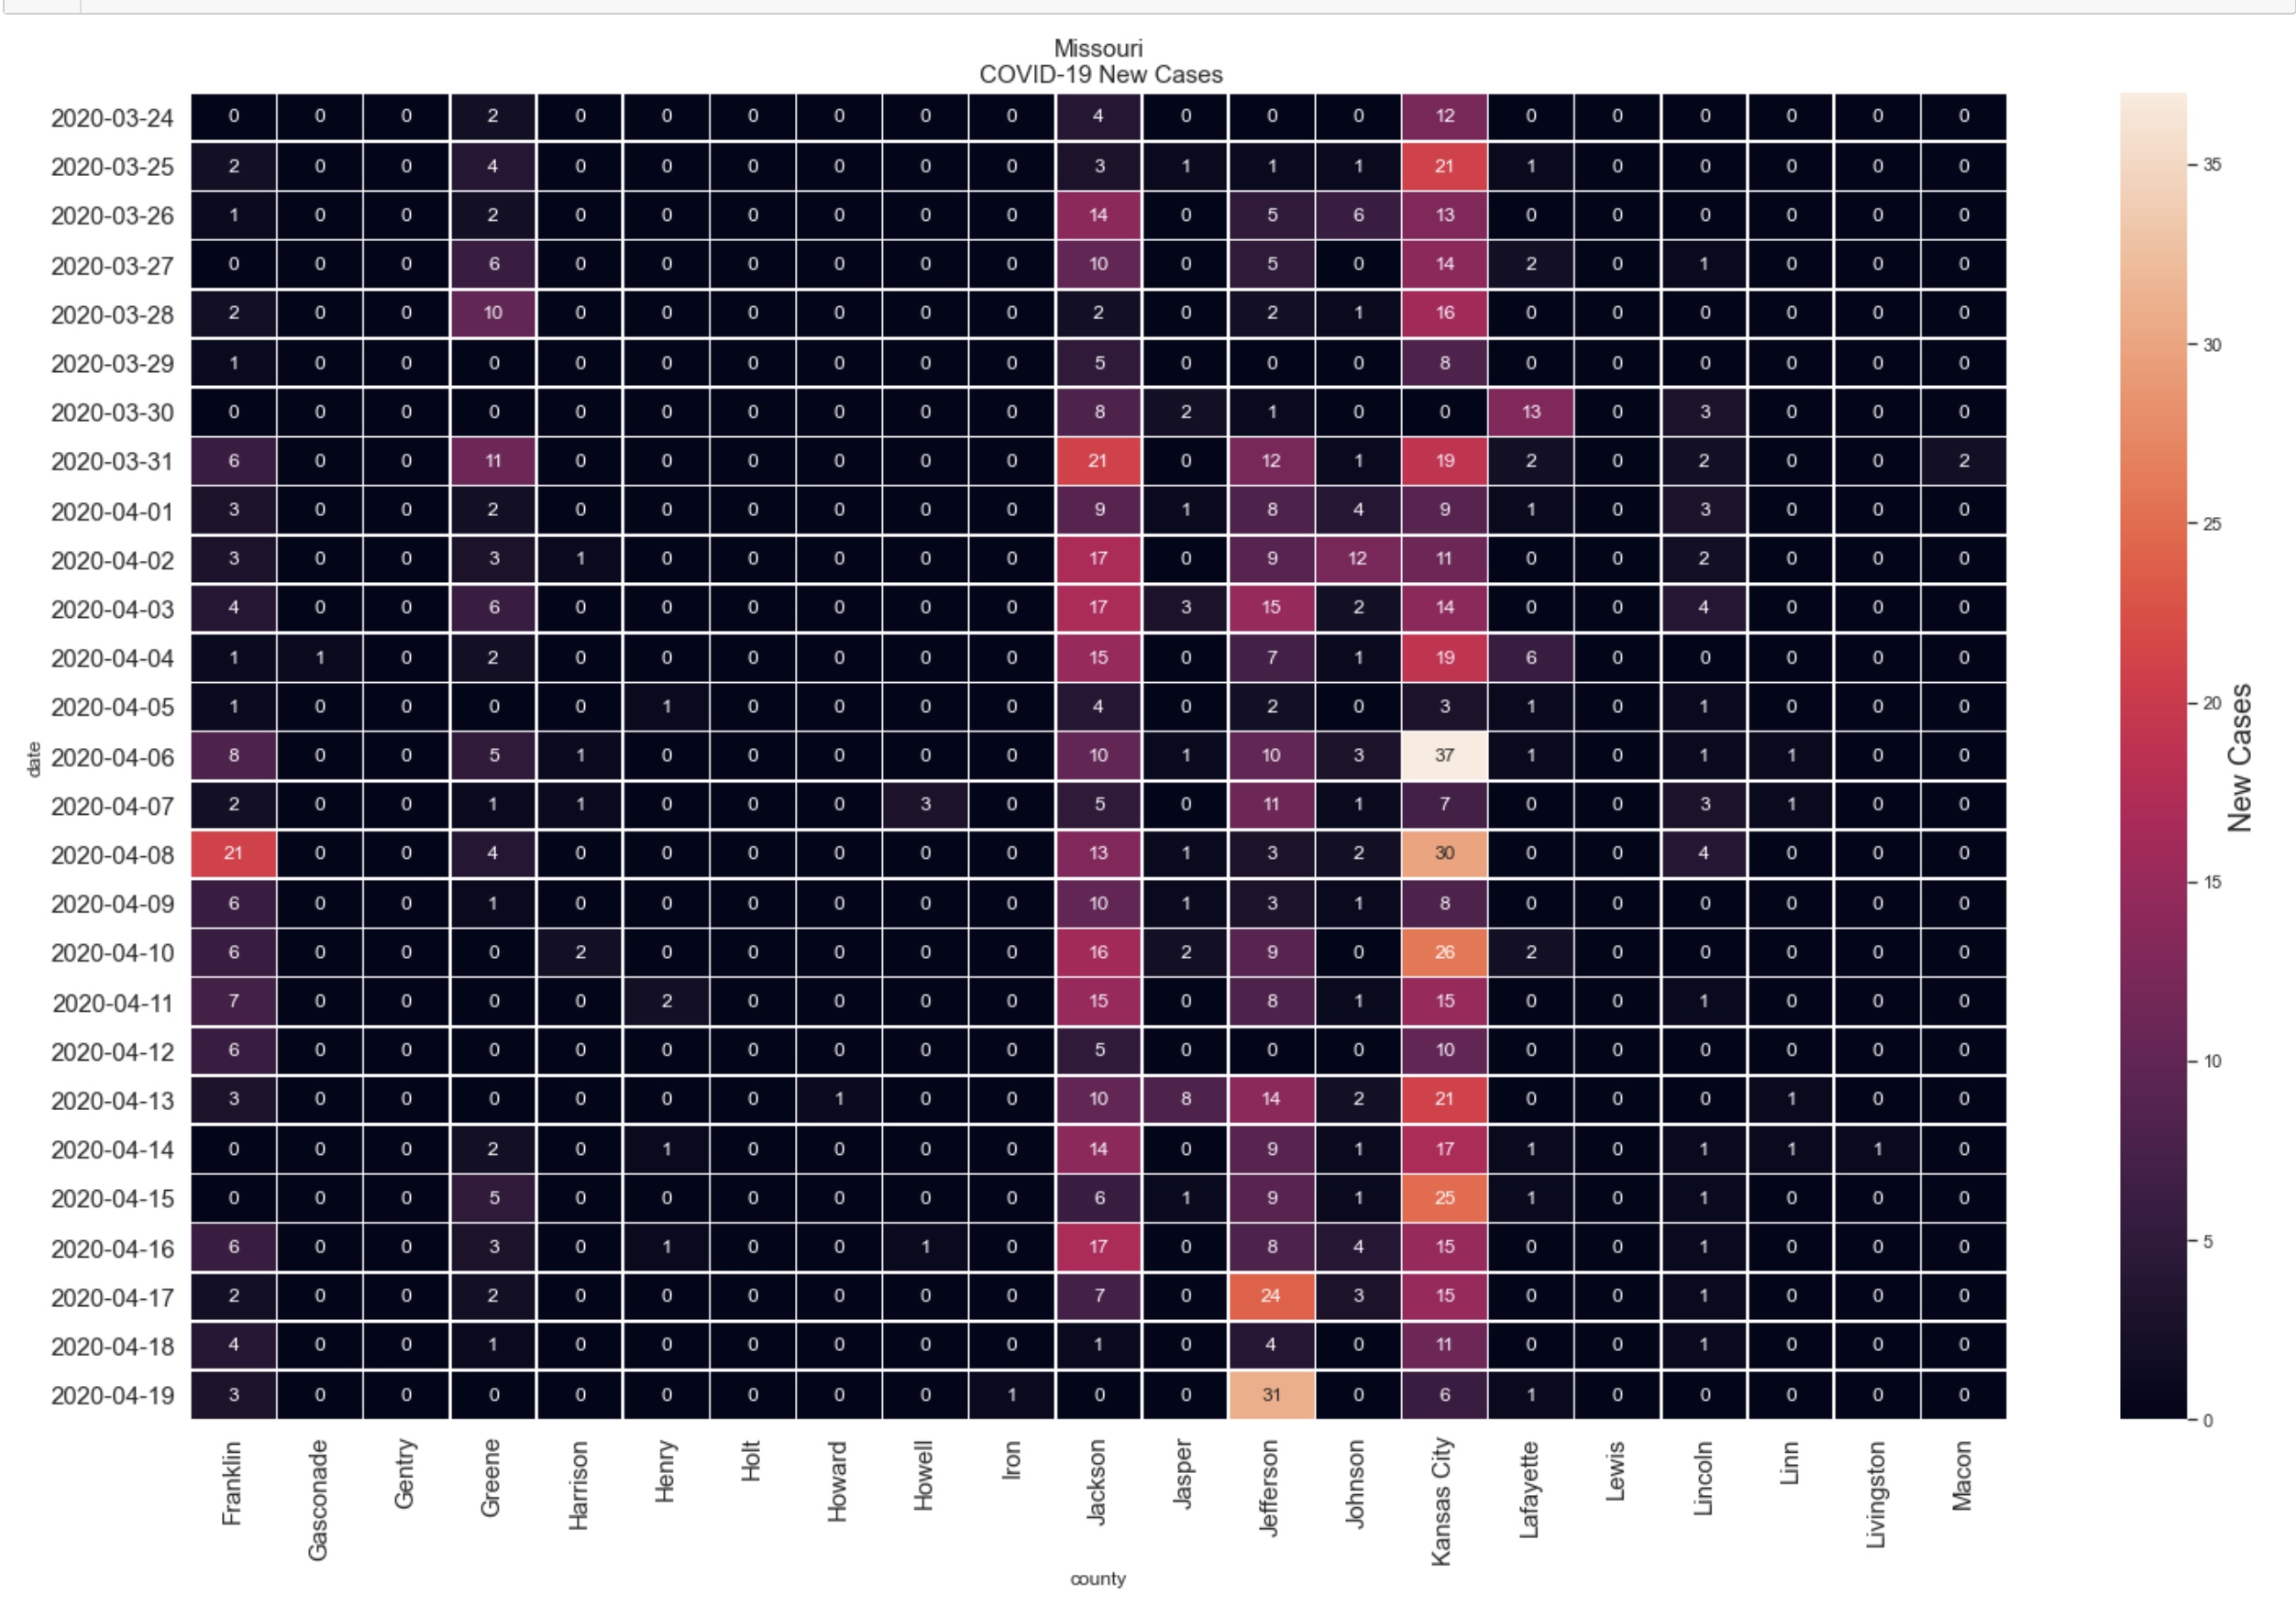 Missouri
COVID-19 New Cases
2020-03-24 0 0 0 2 0 0 0 0 0 0 4 0 0 0 12 0 0 0 0 0 0
2020-03-25 2 0 0 4 0 0 0 0 0 0 3 1 1 1 21 1 0 0 0 0 0
2020-03-26 1 0 0 2 0 0 0 0 0 0 14 0 5 6 13 0 0 0 0 0 0
2020-03-27 0 0 0 6 0 0 0 0 0 0 10 0 5 0 14 2 0 1 0 0 0
2020-03-28 2 0 0 10 0 0 0 0 0 0 2 0 2 1 16 0 0 0 0 0 0
2020-03-29 1 0 0 0 0 0 0 0 0 0 5 0 0 0 8 0 0 0 0 0 0
2020-03-30 0 0 0 0 0 0 0 0 0 0 8 2 1 0 0 13 0 3 0 0 0
2020-03-31 6 0 0 11 0 0 0 0 0 0 21 0 12 1 19 2 0 2 0 0 2
2020-04-01 3 0 0 2 0 0 0 0 0 0 9 1 8 4 9 1 0 3 0 0 0
2020-04-02 3 0 0 3 1 0 0 0 0 0 17 0 9 12 11 0 0 2 0 0 0
2020-04-03 4 0 0 6 0 0 0 0 0 0 17 3 15 2 14 0 0 4 0 0 0
2020-04-04 1 1 0 2 0 0 0 0 0 0 15 0 7 1 19 6 0 0 0 0 0
2020-04-05 1 0 0 0 0 1 0 0 0 0 4 0 2 0 3 1 0 1 0 0 0
2020-04-06 8 0 0 5 1 0 0 0 0 0 10 1 10 3 37 1 0 1 1 0 0
2020-04-07 2 0 0 1 1 0 0 0 3 0 5 0 11 1 7 0 0 3 1 0 0
2020-04-08 21 0 0 4 0 0 0 0 0 0 13 1 3 2 30 0 0 4 0 0 0
2020-04-09 6 0 0 1 0 0 0 0 0 0 10 1 3 1 8 0 0 0 0 0 0
2020-04-10 6 0 0 0 2 0 0 0 0 0 16 2 9 0 26 2 0 0 0 0 0
2020-04-11 7 0 0 0 0 2 0 0 0 0 15 0 8 1 15 0 0 1 0 0 0
2020-04-12 6 0 0 0 0 0 0 0 0 0 5 0 0 0 10 0 0 0 0 0 0
2020-04-13 3 0 0 0 0 0 0 1 0 0 10 8 14 2 21 0 0 0 1 0 0
2020-04-14 0 0 0 2 0 1 0 0 0 0 14 0 9 1 17 1 0 1 1 1 0
2020-04-15 0 0 0 5 0 0 0 0 0 0 6 1 9 1 25 1 0 1 0 0 0
2020-04-16 6 0 0 3 0 1 0 0 1 0 17 0 8 4 15 0 0 1 0 0 0
2020-04-17 2 0 0 2 0 0 0 0 0 0 7 0 24 3 15 0 0 1 0 0 0
2020-04-18 4 0 0 1 0 0 0 0 0 0 1 0 4 0 11 0 0 1 0 0 0
2020-04-19 3 0 0 0 0 0 0 0 0 1 0 0 31 0 6 1 0 0 0 0 0
date
Franklin Gasconade Gentry Greene Harrison Henry Holt Howard Howell Iron Jackson Jasper Jefferson Johnson Kansas City Lafayette Lewis Lincoln Linn Livingston Macon
county
35
30
25
20
15
10
5
0
New Cases